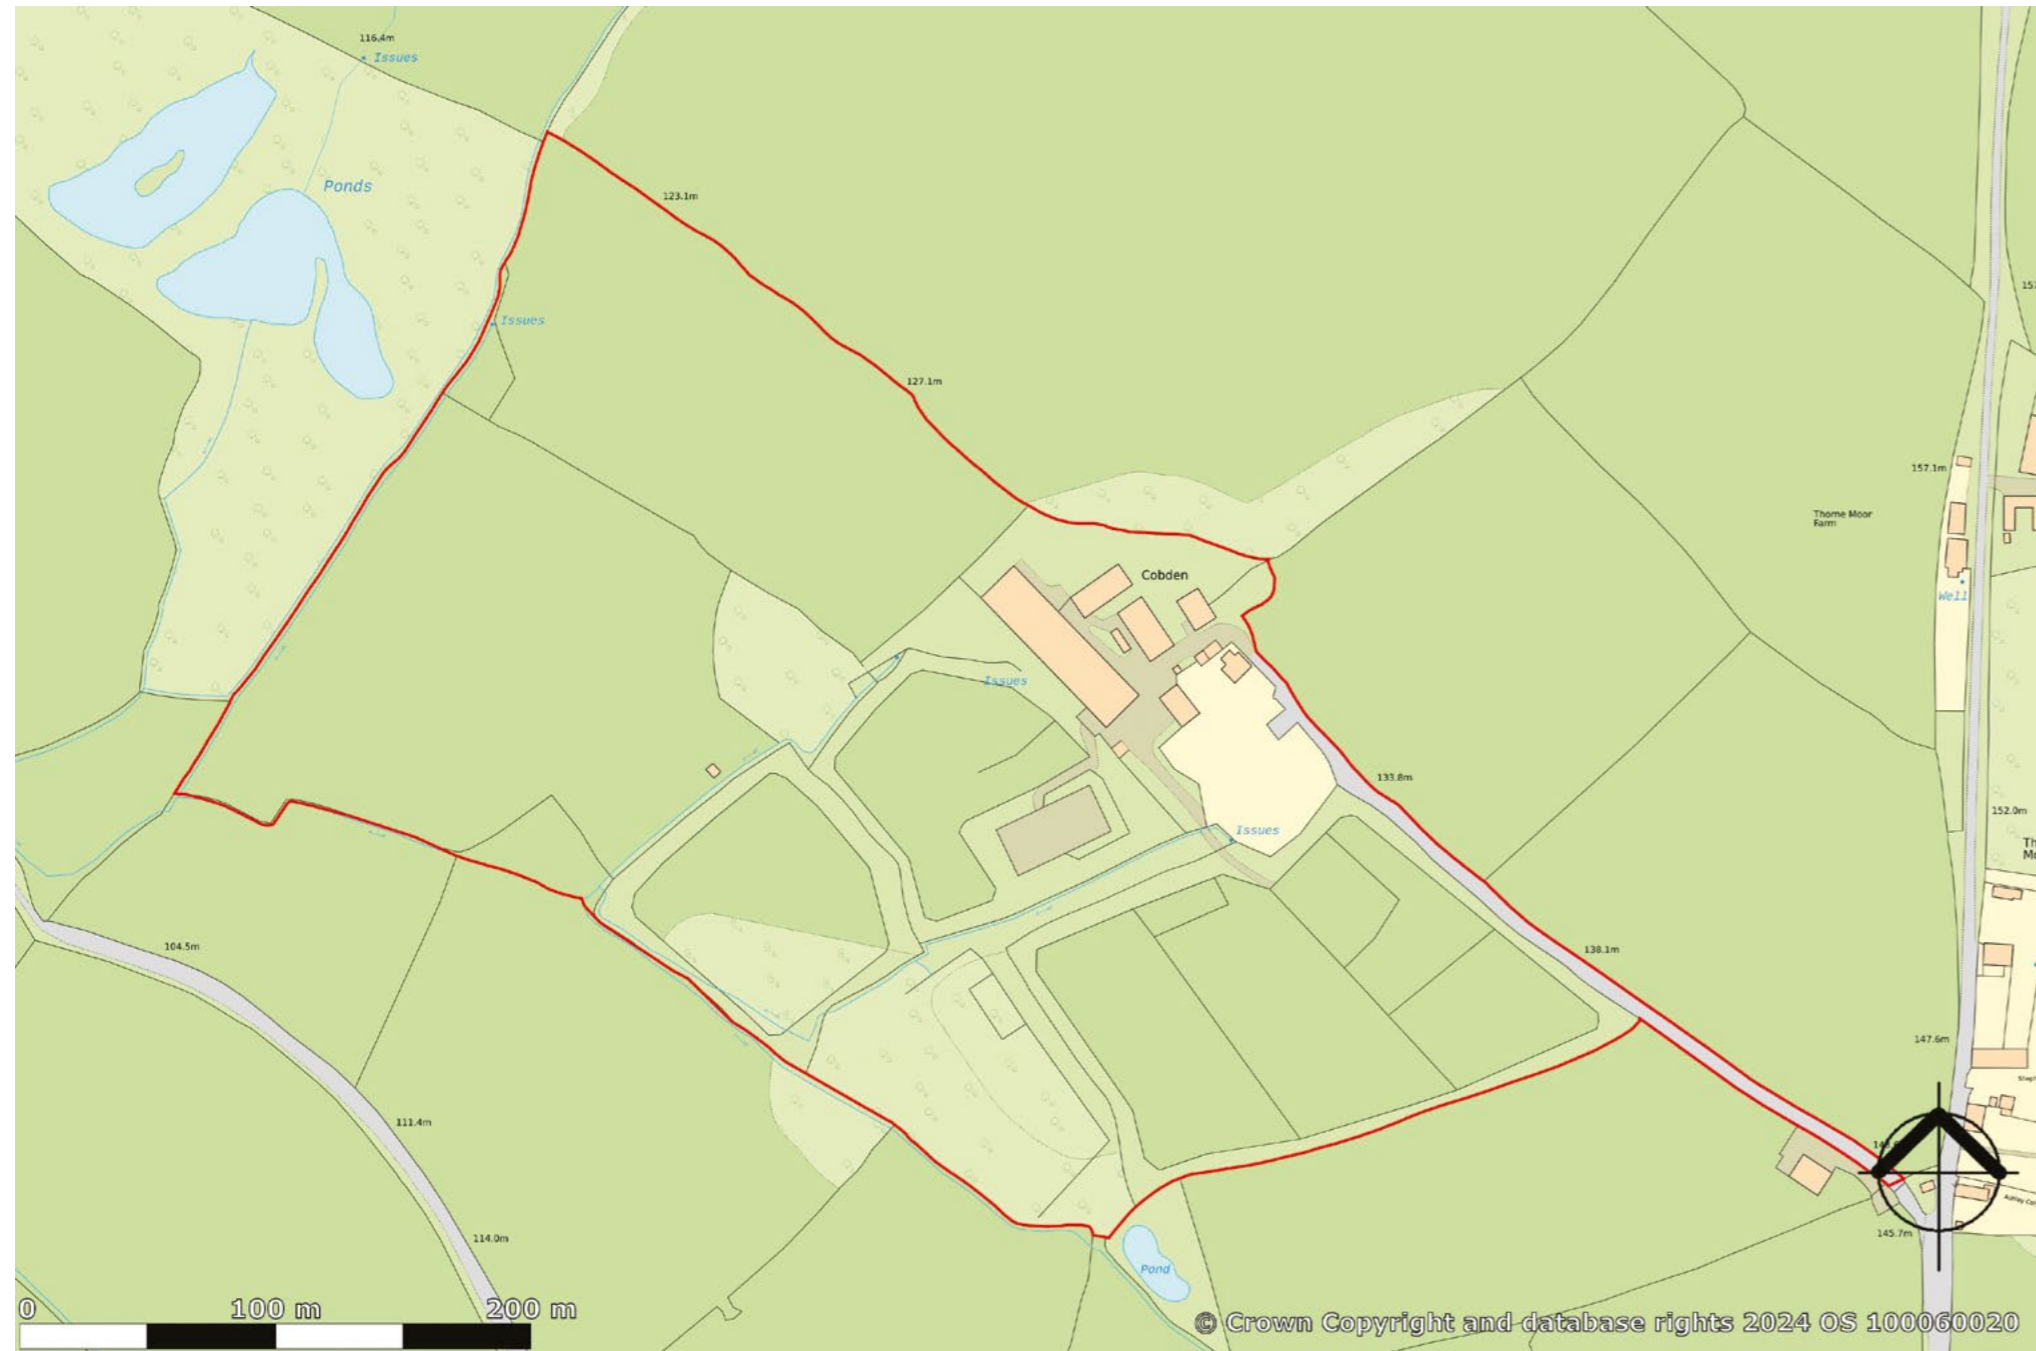 116.4m
Issues
Ponds
123.1m
Issues
127.1m
157.1m
Thorne Moor
Farm
Cobden
Well
Issues
133.8m
152.0m
Issues
104.5m
138.1m
147.6m
111.4m
145.7m
114.0m
Pond
0 100 m 200 m
© Crown Copyright and database rights 2024 OS 100060020